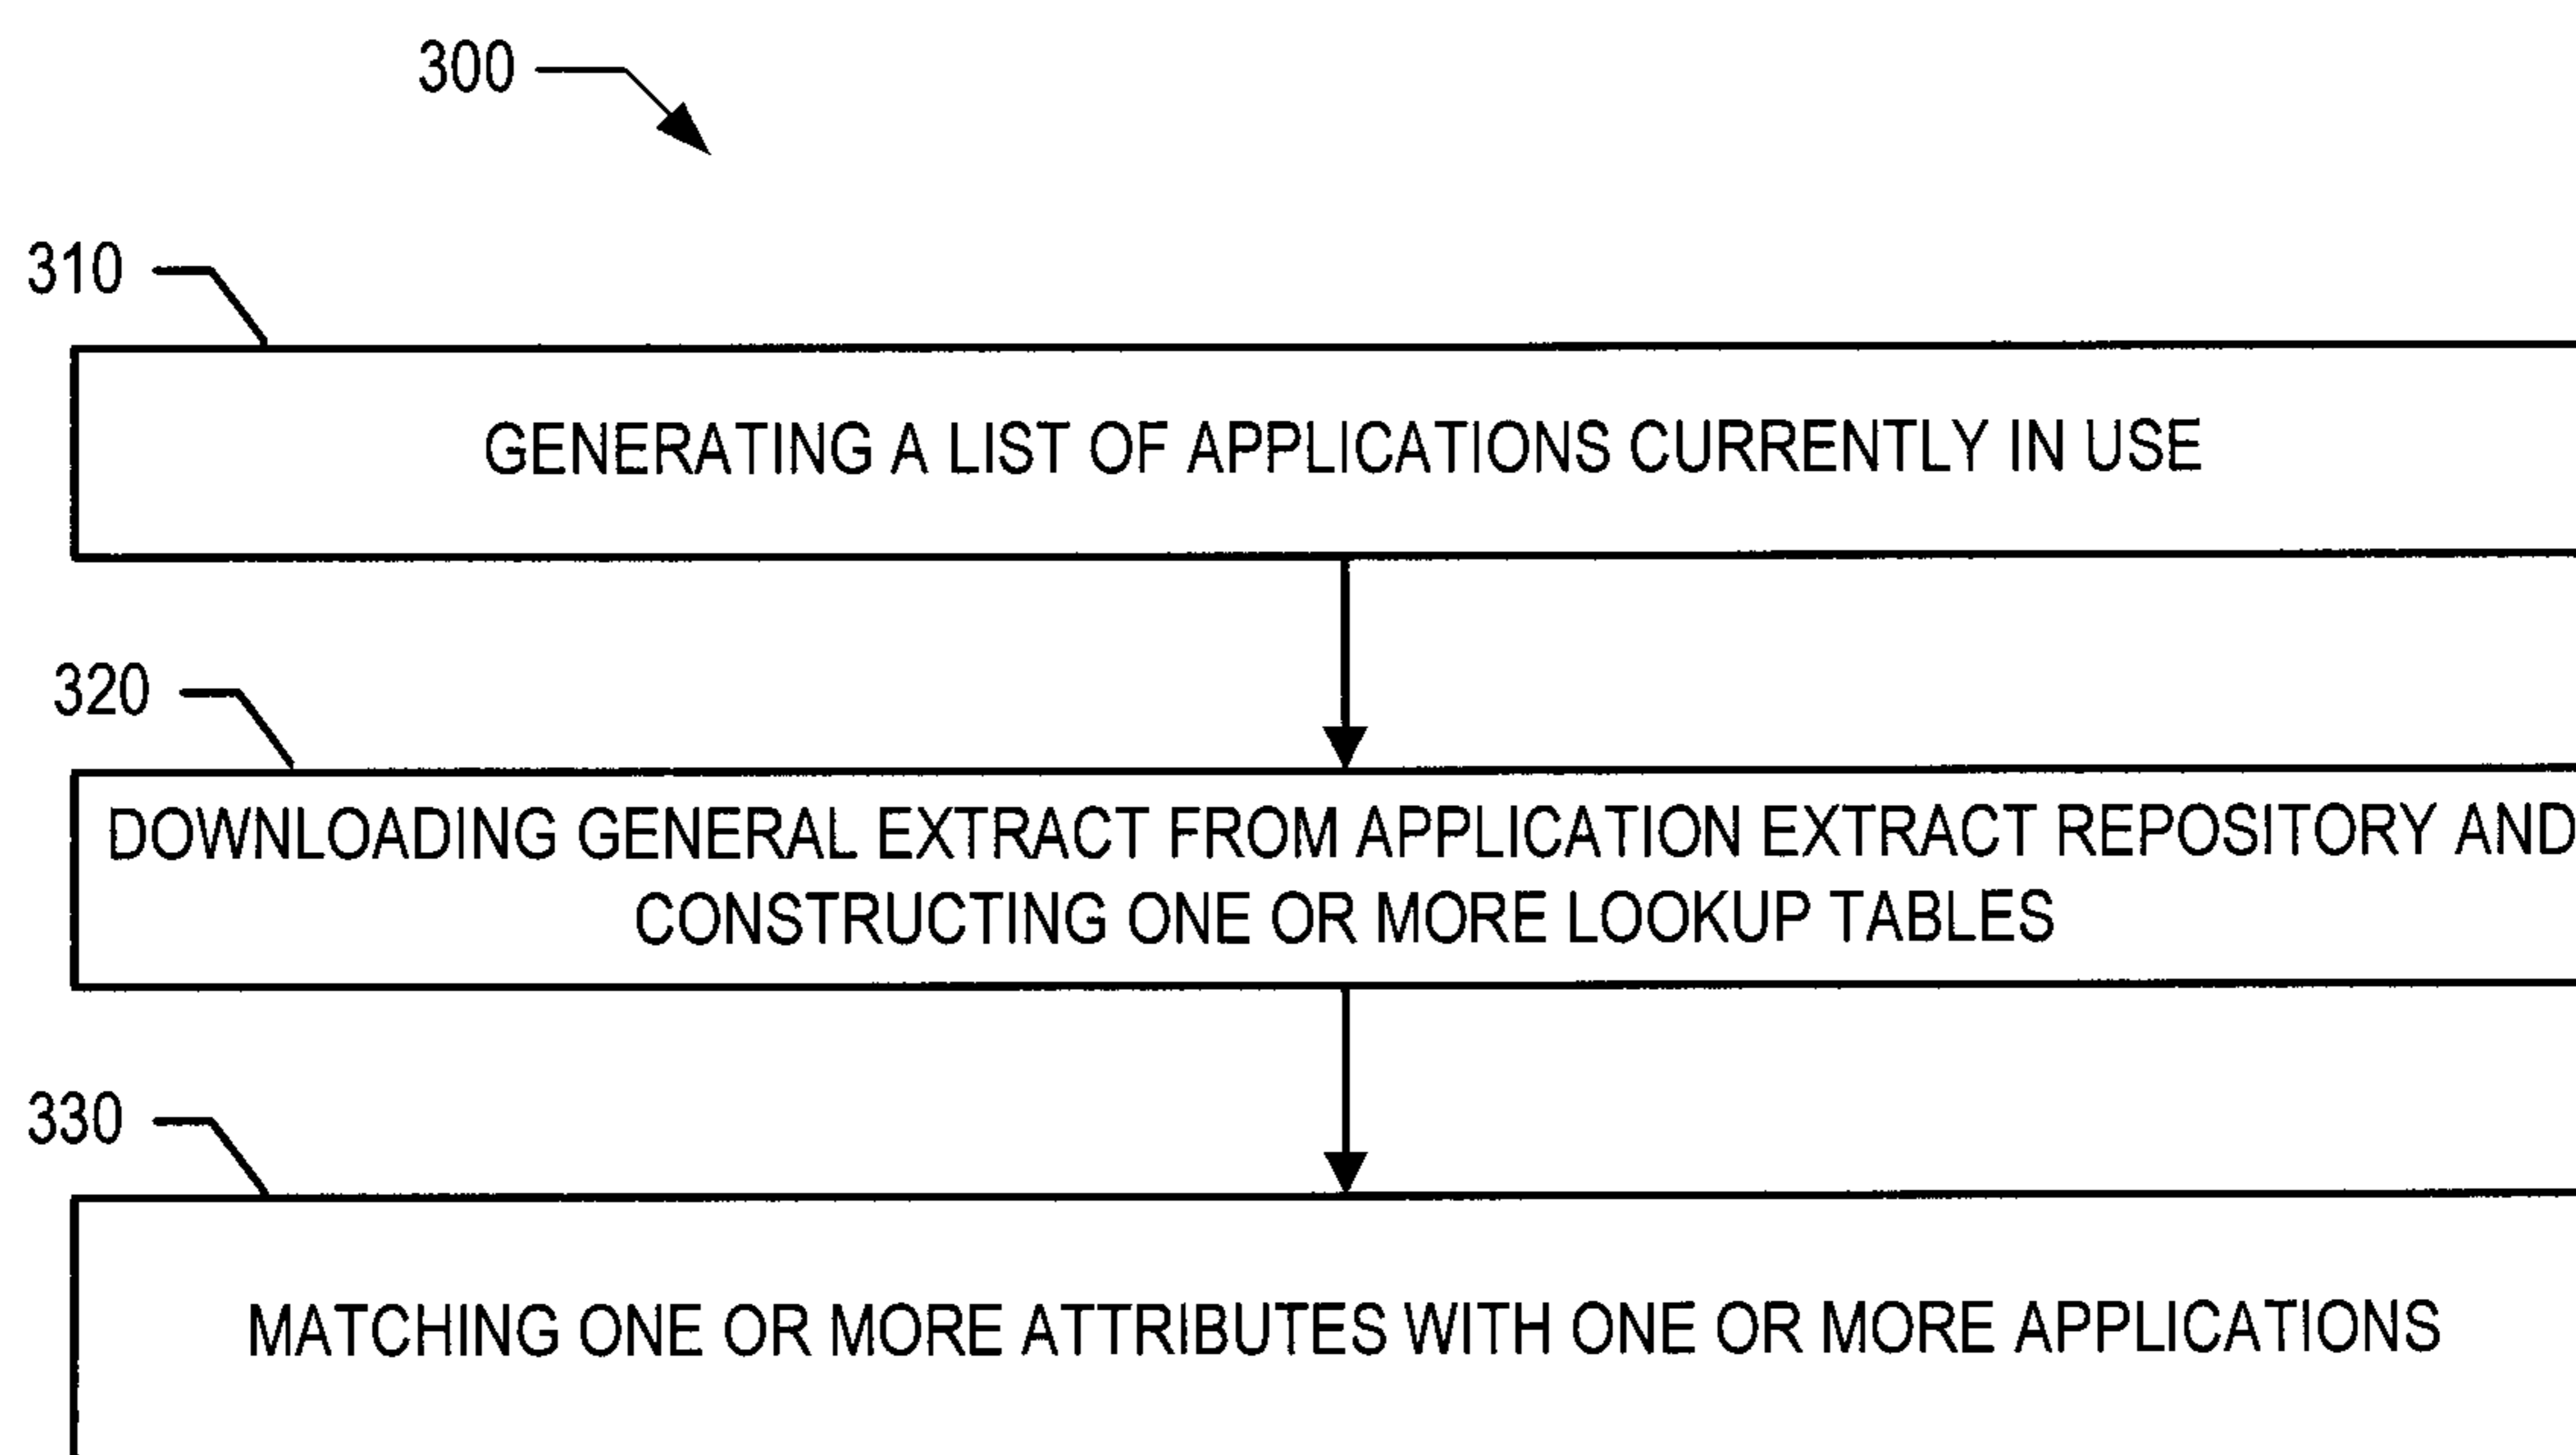 300
310
GENERATING A LIST OF APPLICATIONS CURRENTLY IN USE
320
DOWNLOADING GENERAL EXTRACT FROM APPLICATION EXTRACT REPOSITORY AND
CONSTRUCTING ONE OR MORE LOOKUP TABLES
330
MATCHING ONE OR MORE ATTRIBUTES WITH ONE OR MORE APPLICATIONS